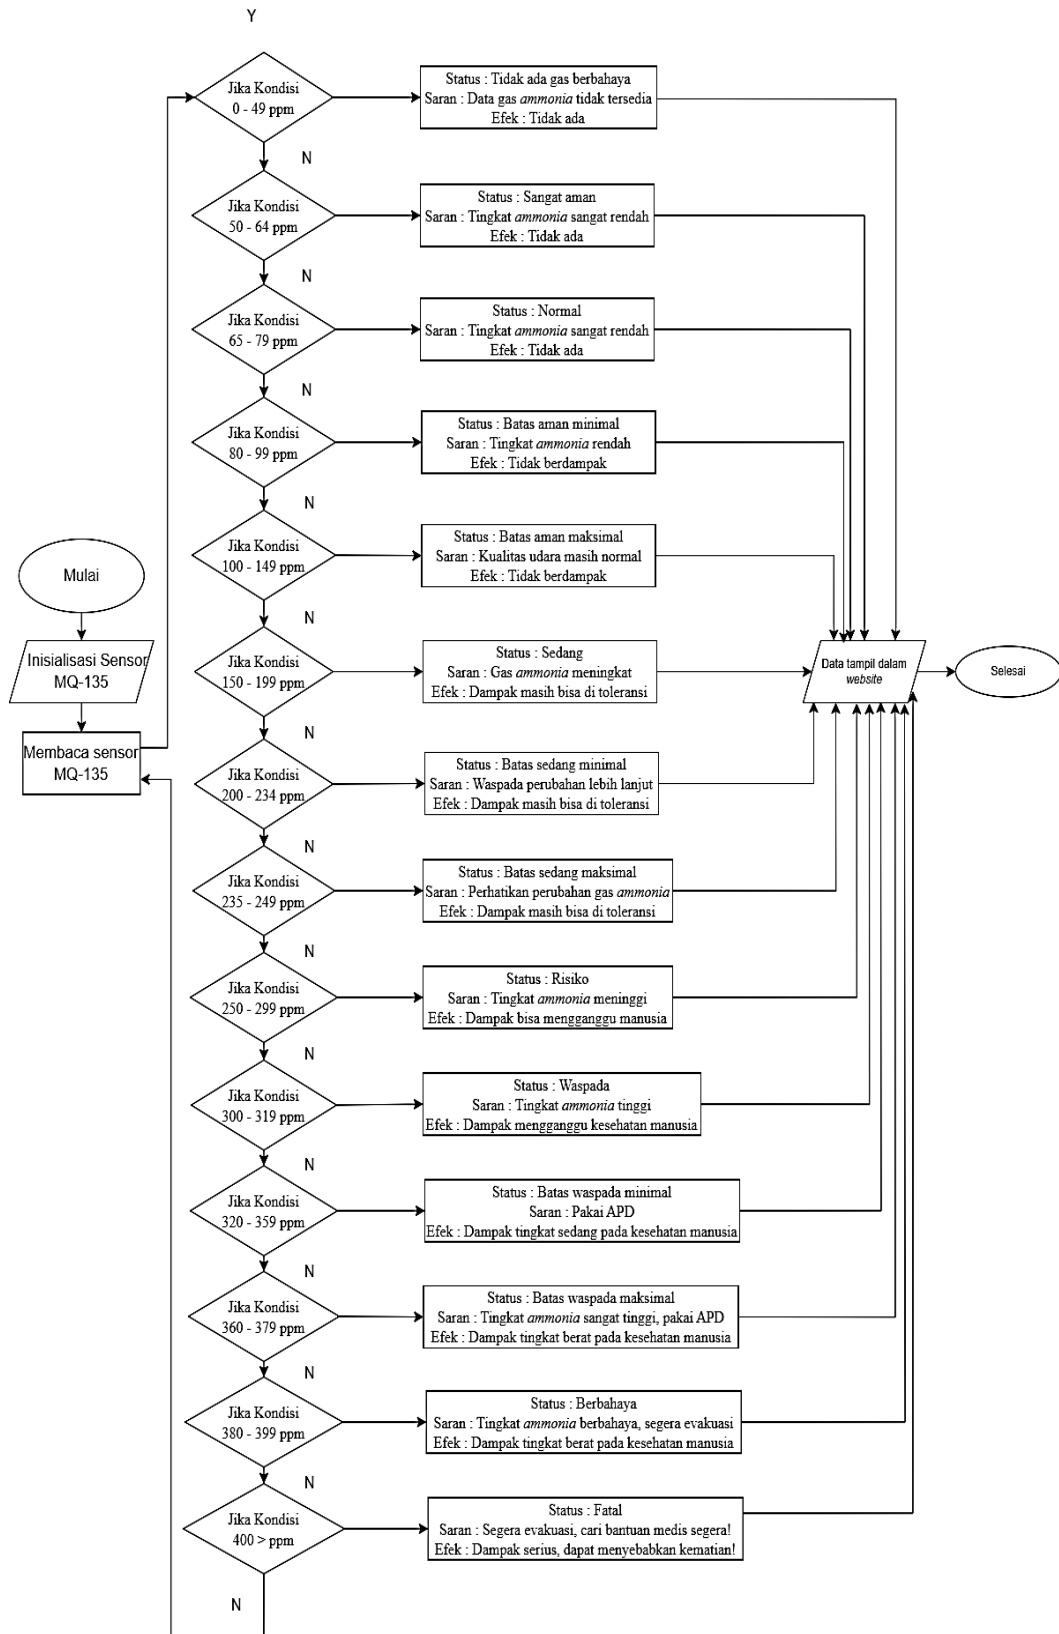 Y
Jika Kondisi
0 - 49 ppm
Status : Tidak ada gas berbahaya
Saran : Data gas ammonia tidak tersedia
Efek : Tidak ada
N
Jika Kondisi
50 - 64 ppm
Status : Sangat aman
Saran : Tingkat ammonia sangat rendah
Efek : Tidak ada
N
Jika Kondisi
65 - 79 ppm
Status : Normal
Saran : Tingkat ammonia sangat rendah
Efek : Tidak ada
N
Jika Kondisi
80 - 99 ppm
Status : Batas aman minimal
Saran : Tingkat ammonia rendah
Efek : Tidak berdampak
N
Jika Kondisi
100 - 149 ppm
Status : Batas aman maksimal
Saran : Kualitas udara masih normal
Efek : Tidak berdampak
Mulai
N
Inisialisasi Sensor
MQ-135
Jika Kondisi
150 - 199 ppm
Status : Sedang
Saran : Gas ammonia meningkat
Efek : Dampak masih bisa di toleransi
Data tampil dalam
website
Selesai
N
Membaca sensor
MQ-135
Jika Kondisi
200 - 234 ppm
Status : Batas sedang minimal
Saran : Waspada perubahan lebih lanjut
Efek : Dampak masih bisa di toleransi
N
Jika Kondisi
235 - 249 ppm
Status : Batas sedang maksimal
Saran : Perhatikan perubahan gas ammonia
Efek : Dampak masih bisa di toleransi
N
Jika Kondisi
250 - 299 ppm
Status : Risiko
Saran : Tingkat ammonia meninggi
Efek : Dampak bisa mengganggu manusia
N
Jika Kondisi
300 - 319 ppm
Status : Waspada
Saran : Tingkat ammonia tinggi
Efek : Dampak mengganggu kesehatan manusia
N
Jika Kondisi
320 - 359 ppm
Status : Batas waspada minimal
Saran : Pakai APD
Efek : Dampak tingkat sedang pada kesehatan manusia
N
Jika Kondisi
360 - 379 ppm
Status : Batas waspada maksimal
Saran : Tingkat ammonia sangat tinggi, pakai APD
Efek : Dampak tingkat berat pada kesehatan manusia
N
Jika Kondisi
380 - 399 ppm
Status : Berbahaya
Saran : Tingkat ammonia berbahaya, segera evakuasi
Efek : Dampak tingkat berat pada kesehatan manusia
N
Jika Kondisi
400 > ppm
Status : Fatal
Saran : Segera evakuasi, cari bantuan medis segera!
Efek : Dampak serius, dapat menyebabkan kematian!
N